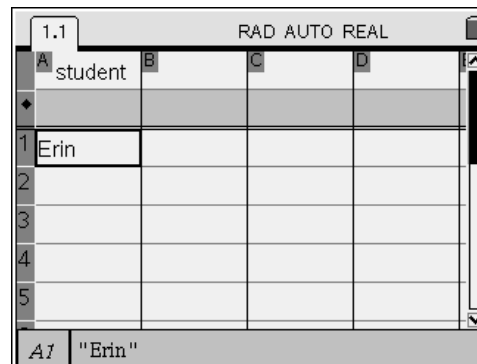 1.1 RAD AUTO REAL
A student B C D
1 Erin
2
3
4
5
A1 "Erin"